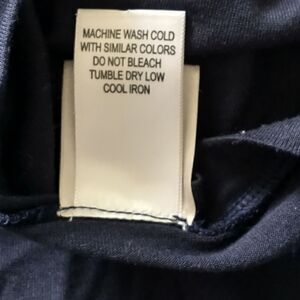 MACHINE WASH COLD
WITH SIMILAR COLORS
DO NOT BLEACH
TUMBLE DRY LOW
COOL IRON